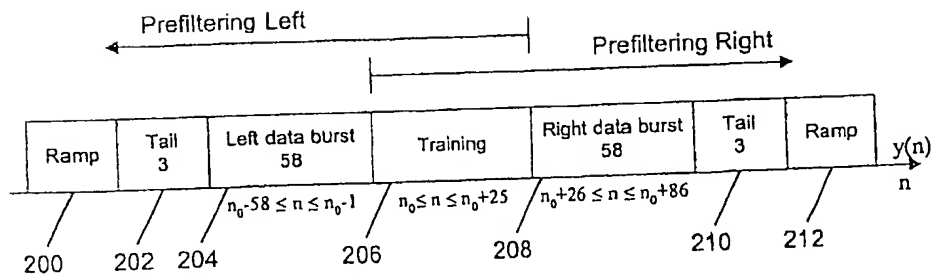 Prefiltering Left
Prefiltering Right
Ramp
Tail
3
Left data burst
58
Training
Right data burst
58
Tail
3
Ramp
y(n)
n
n₀-58 ≤ n ≤ n₀-1
n₀≤ n ≤ n₀+25
n₀+26 ≤ n ≤ n₀+86
200
202
204
206
208
210
212